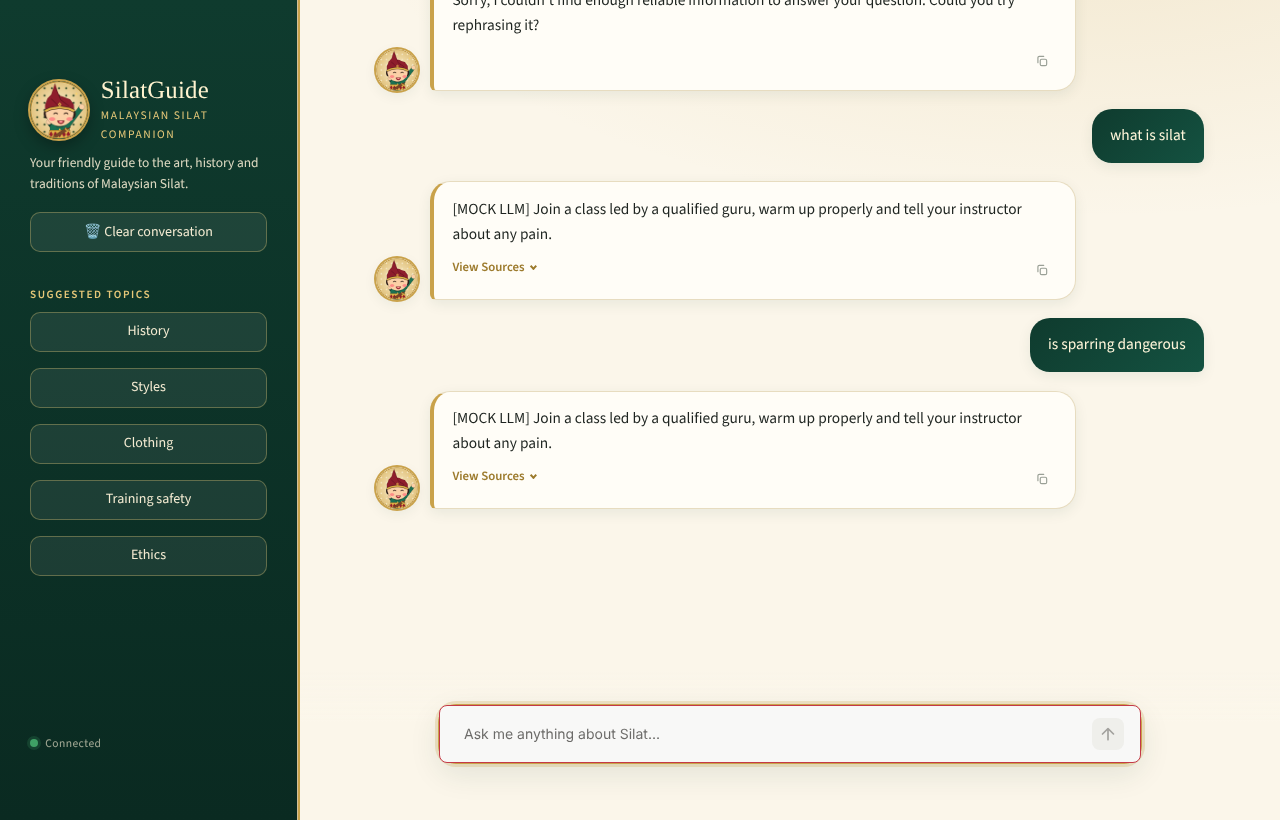 SilatGuide
MALAYSIAN SILAT
COMPANION
Your friendly guide to the art, history and
traditions of Malaysian Silat.
🗑️ Clear conversation
SUGGESTED TOPICS
History
Styles
Clothing
Training safety
Ethics
Connected
Sorry, I couldn't find enough reliable information to answer your question. Could you try
rephrasing it?
what is silat
[MOCK LLM] Join a class led by a qualified guru, warm up properly and tell your instructor
about any pain.
View Sources
is sparring dangerous
[MOCK LLM] Join a class led by a qualified guru, warm up properly and tell your instructor
about any pain.
View Sources
Ask me anything about Silat...